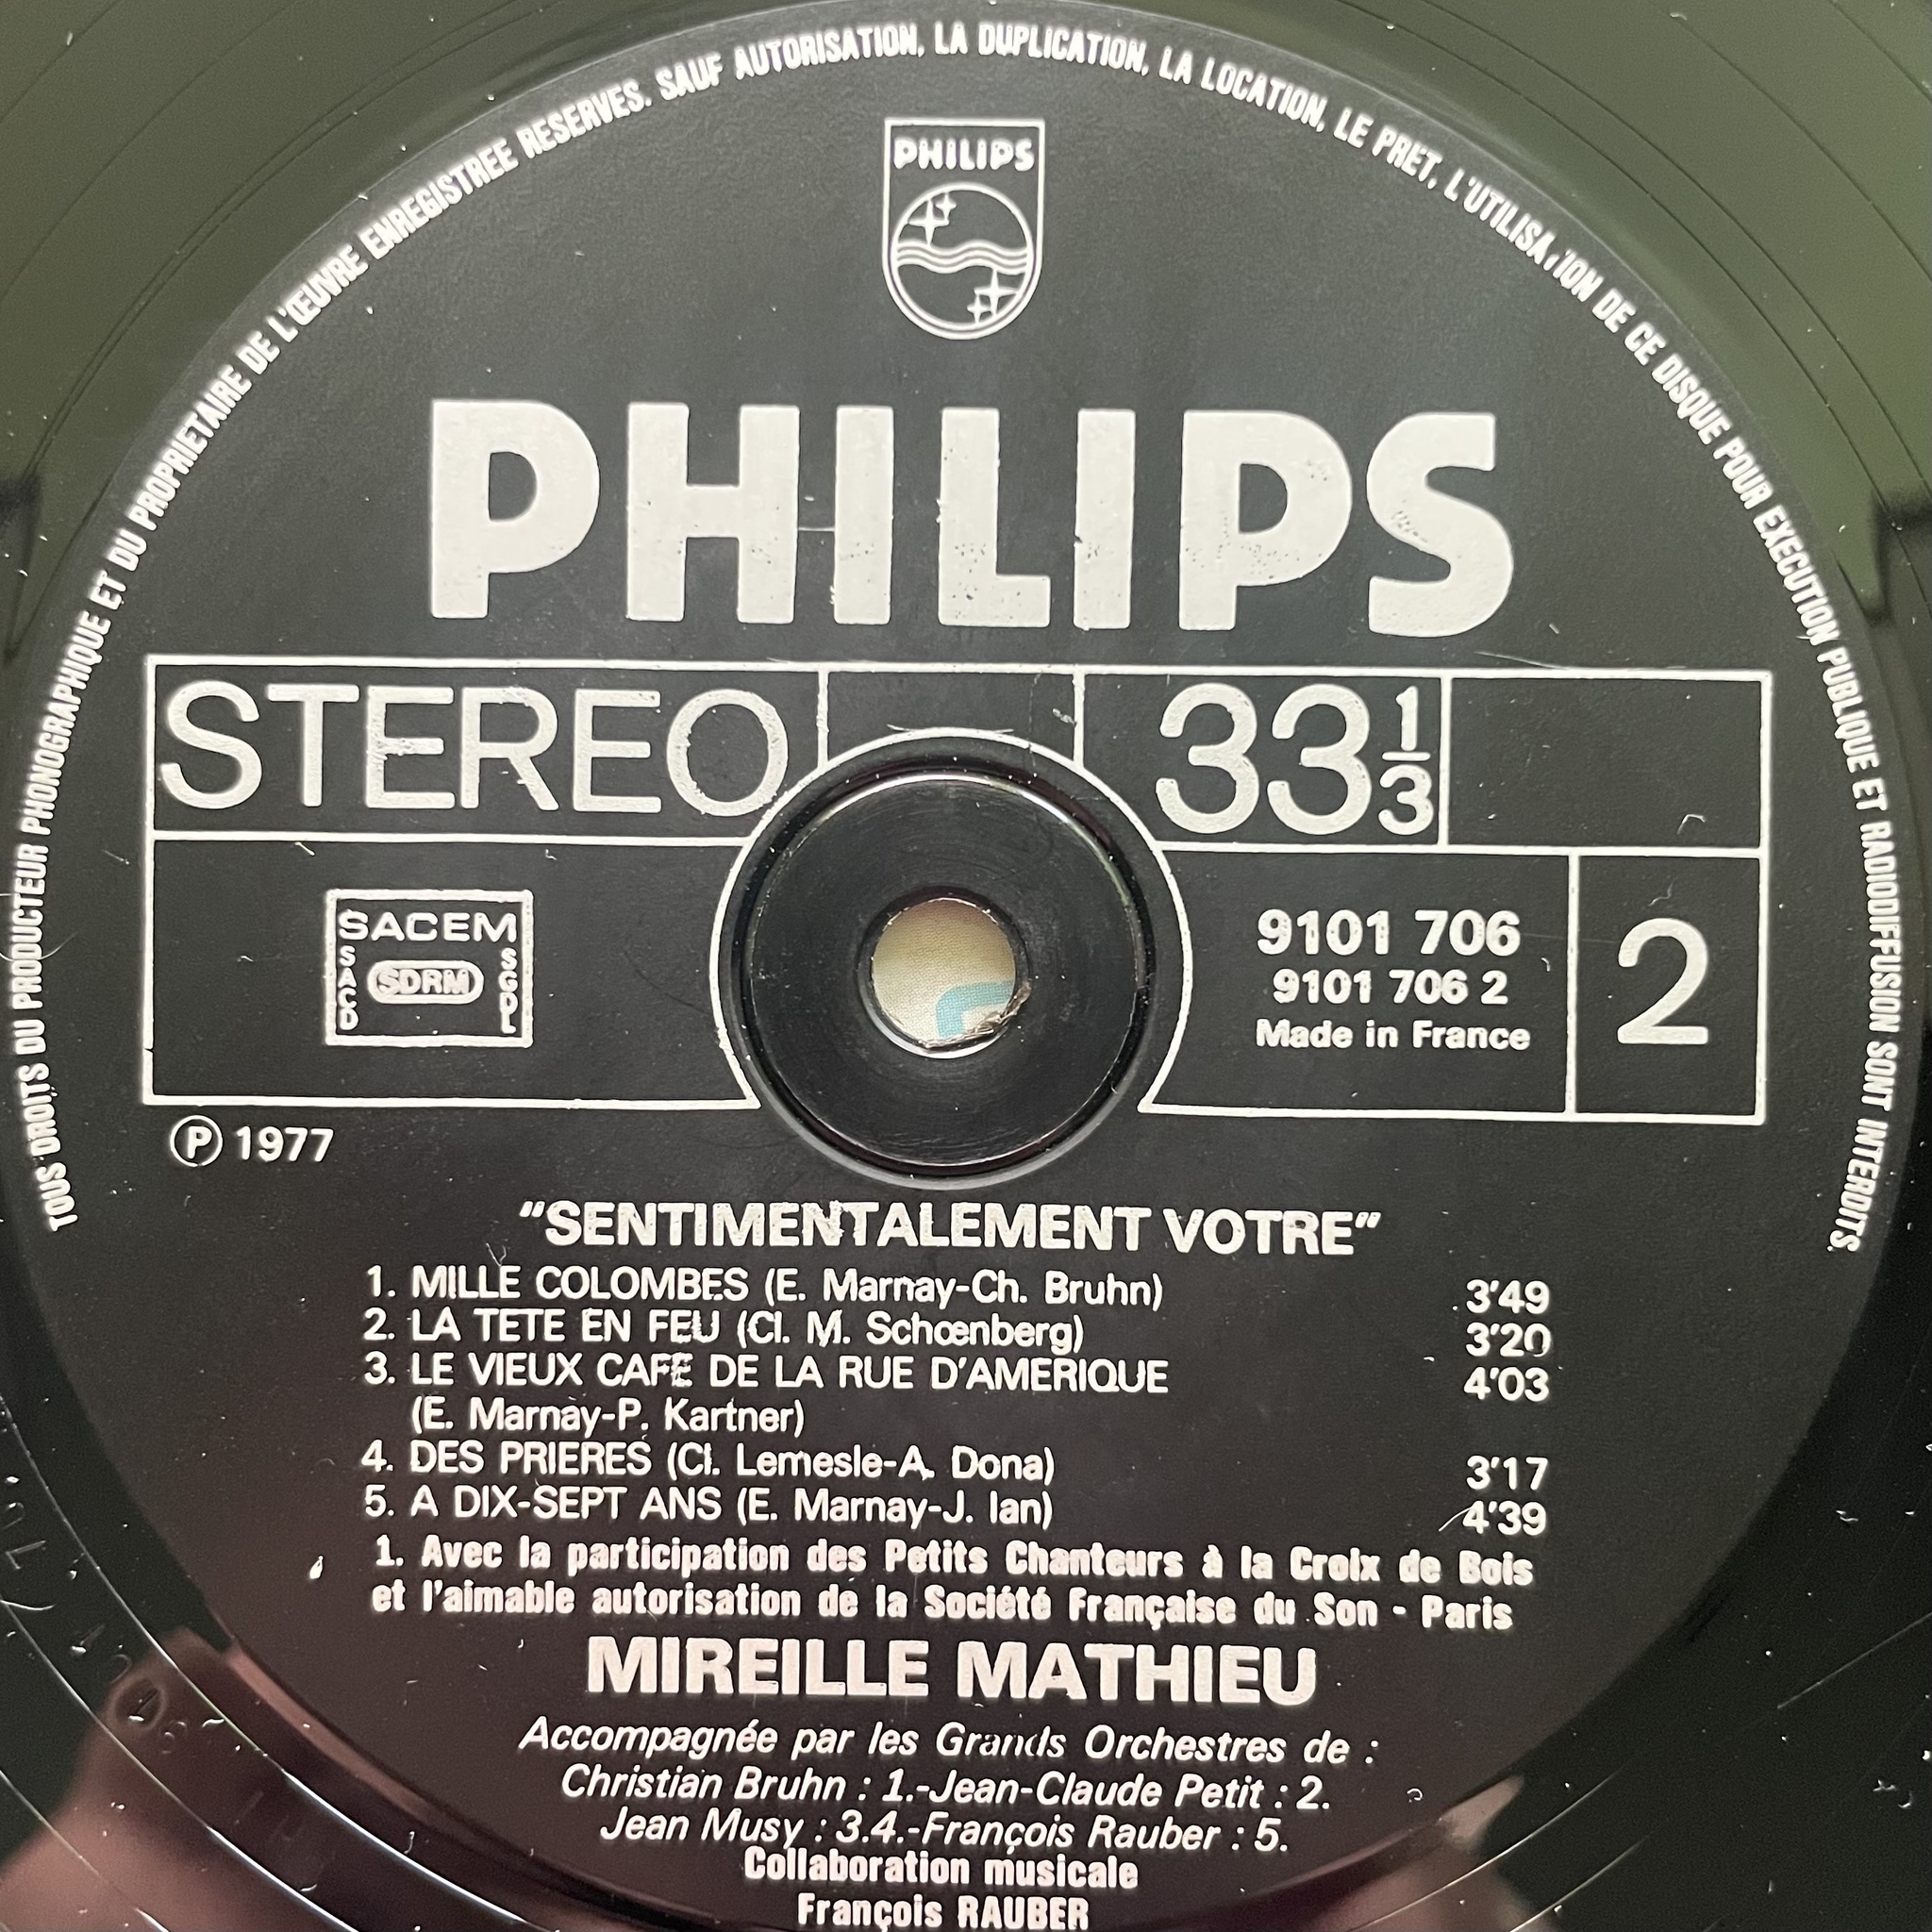 TOUS DROITS DU PRODUCTEUR PHONOGRAPHIQUE ET DU PROPRIETAIRE DE L'ŒUVRE ENREGISTREE RESERVES. SAUF AUTORISATION, LA DUPLICATION, LA LOCATION, LE PRET, L'UTILISATION DE CE DISQUE POUR EXECUTION PUBLIQUE ET RADIODIFFUSION SONT INTERDITS.
PHILIPS
PHILIPS
STEREO
33 1/3
SACEM
SACD
SDRM
SGDL
9101 706
9101 706 2
Made in France
2
Ⓟ 1977
"SENTIMENTALEMENT VOTRE"
1. MILLE COLOMBES (E. Marnay-Ch. Bruhn) 3'49
2. LA TETE EN FEU (Cl. M. Schœnberg) 3'20
3. LE VIEUX CAFE DE LA RUE D'AMERIQUE 4'03
(E. Marnay-P. Kartner)
4. DES PRIERES (Cl. Lemesle-A. Dona) 3'17
5. A DIX-SEPT ANS (E. Marnay-J. Ian) 4'39
1. Avec la participation des Petits Chanteurs à la Croix de Bois
et l'aimable autorisation de la Société Française du Son - Paris
MIREILLE MATHIEU
Accompagnée par les Grands Orchestres de :
Christian Bruhn : 1.-Jean-Claude Petit : 2.
Jean Musy : 3.4.-François Rauber : 5.
Collaboration musicale
François RAUBER